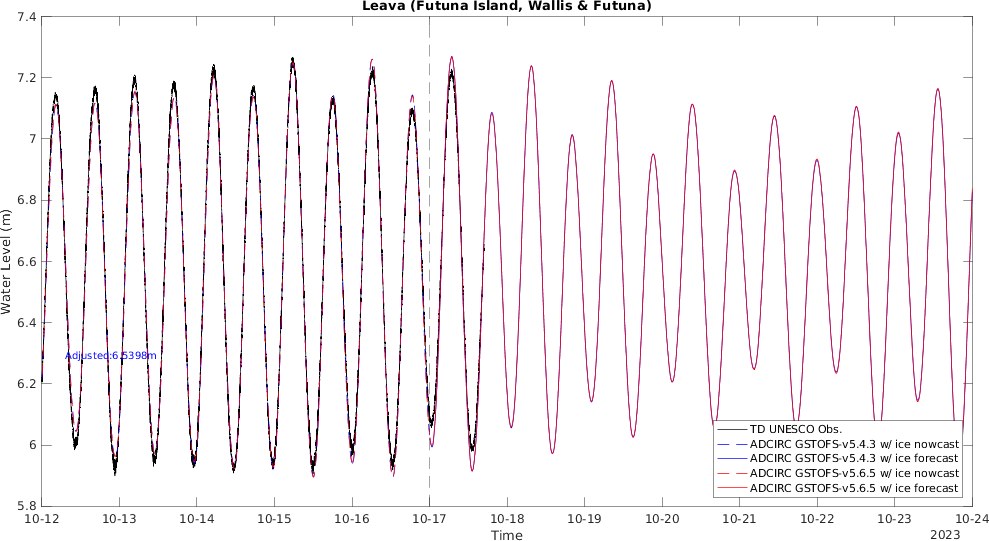 Leava (Futuna Island, Wallis & Futuna)
7.4
7.2
7
6.8
6.6
6.4
6.2
6
5.8
Water Level (m)
Adjusted:6.5398m
TD UNESCO Obs.
ADCIRC GSTOFS-v5.4.3 w/ ice nowcast
ADCIRC GSTOFS-v5.4.3 w/ ice forecast
ADCIRC GSTOFS-v5.6.5 w/ ice nowcast
ADCIRC GSTOFS-v5.6.5 w/ ice forecast
10-12 10-13 10-14 10-15 10-16 10-17 10-18 10-19 10-20 10-21 10-22 10-23 10-24
Time
2023